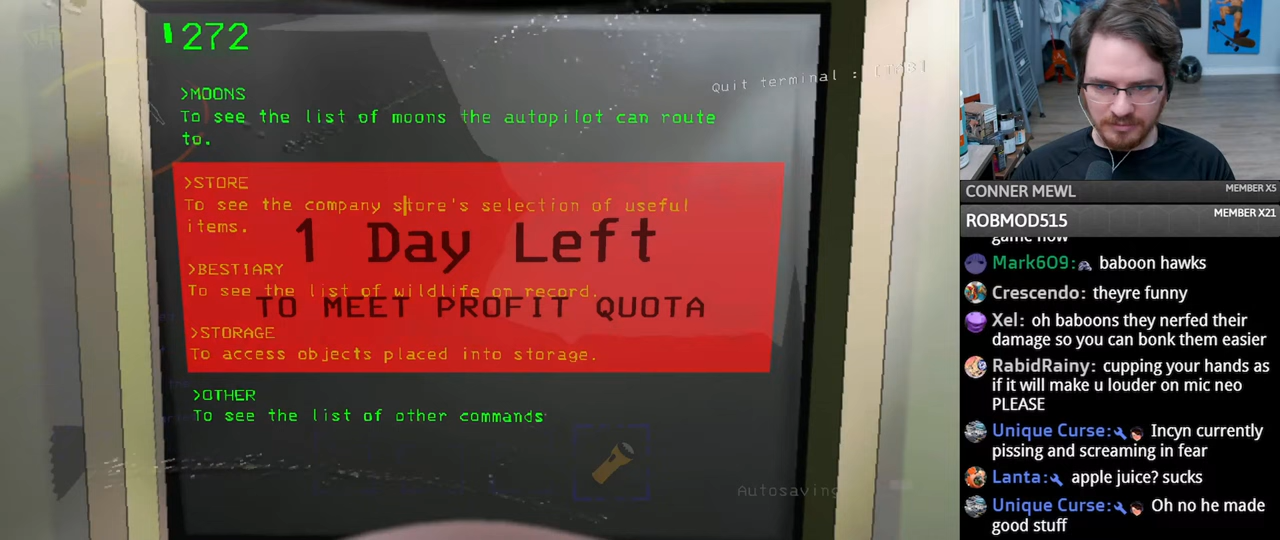 ▮272
Quit terminal : [TAB]
>MOONS
To see the list of moons the autopilot can route
to.
>STORE
To see the company store's selection of useful
items.
1 Day Left
>BESTIARY
To see the list of wildlife on record.
TO MEET PROFIT QUOTA
>STORAGE
To access objects placed into storage.
>OTHER
To see the list of other commands
Autosaving
CONNER MEWL
MEMBER X5
ROBMOD515
MEMBER X21
game now
Mark609: baboon hawks
Crescendo: theyre funny
Xel: oh baboons they nerfed their
damage so you can bonk them easier
RabidRainy: cupping your hands as
if it will make u louder on mic neo
PLEASE
Unique Curse: Incyn currently
pissing and screaming in fear
Lanta: apple juice? sucks
Unique Curse: Oh no he made
good stuff